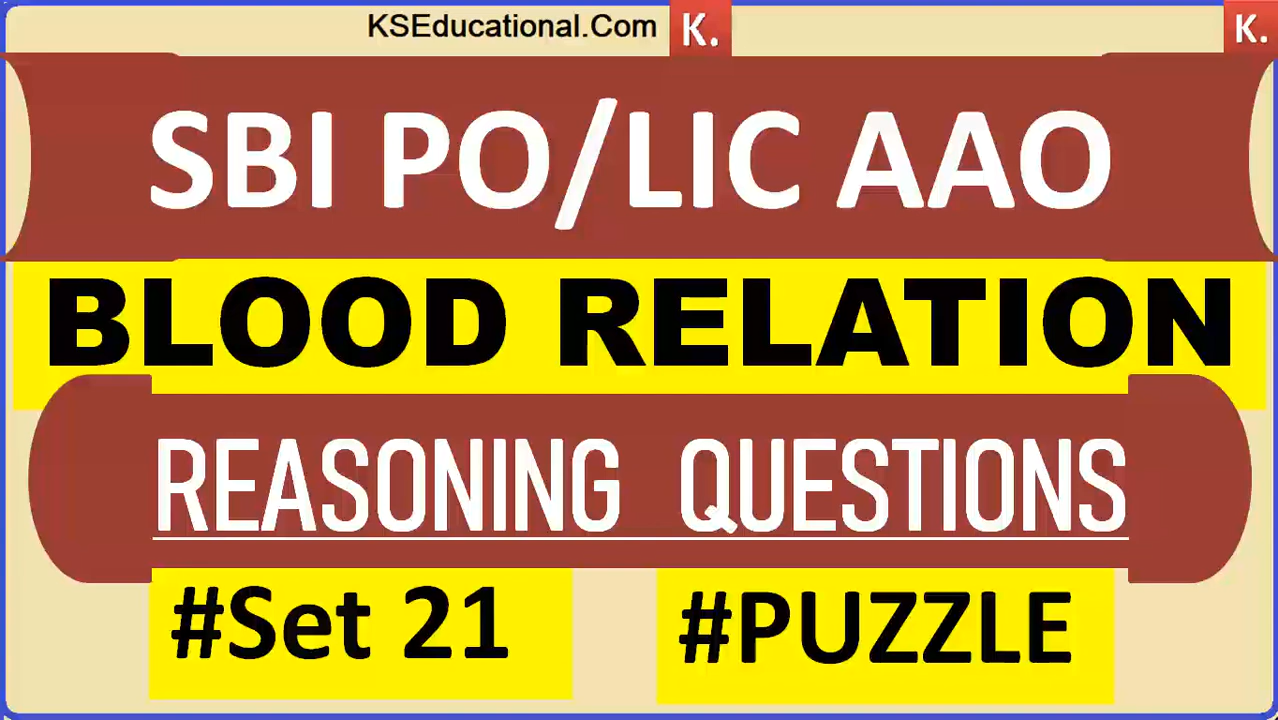 KSEducational.Com K. K.
SBI PO/LIC AAO
BLOOD RELATION
REASONING QUESTIONS
#Set 21 #PUZZLE